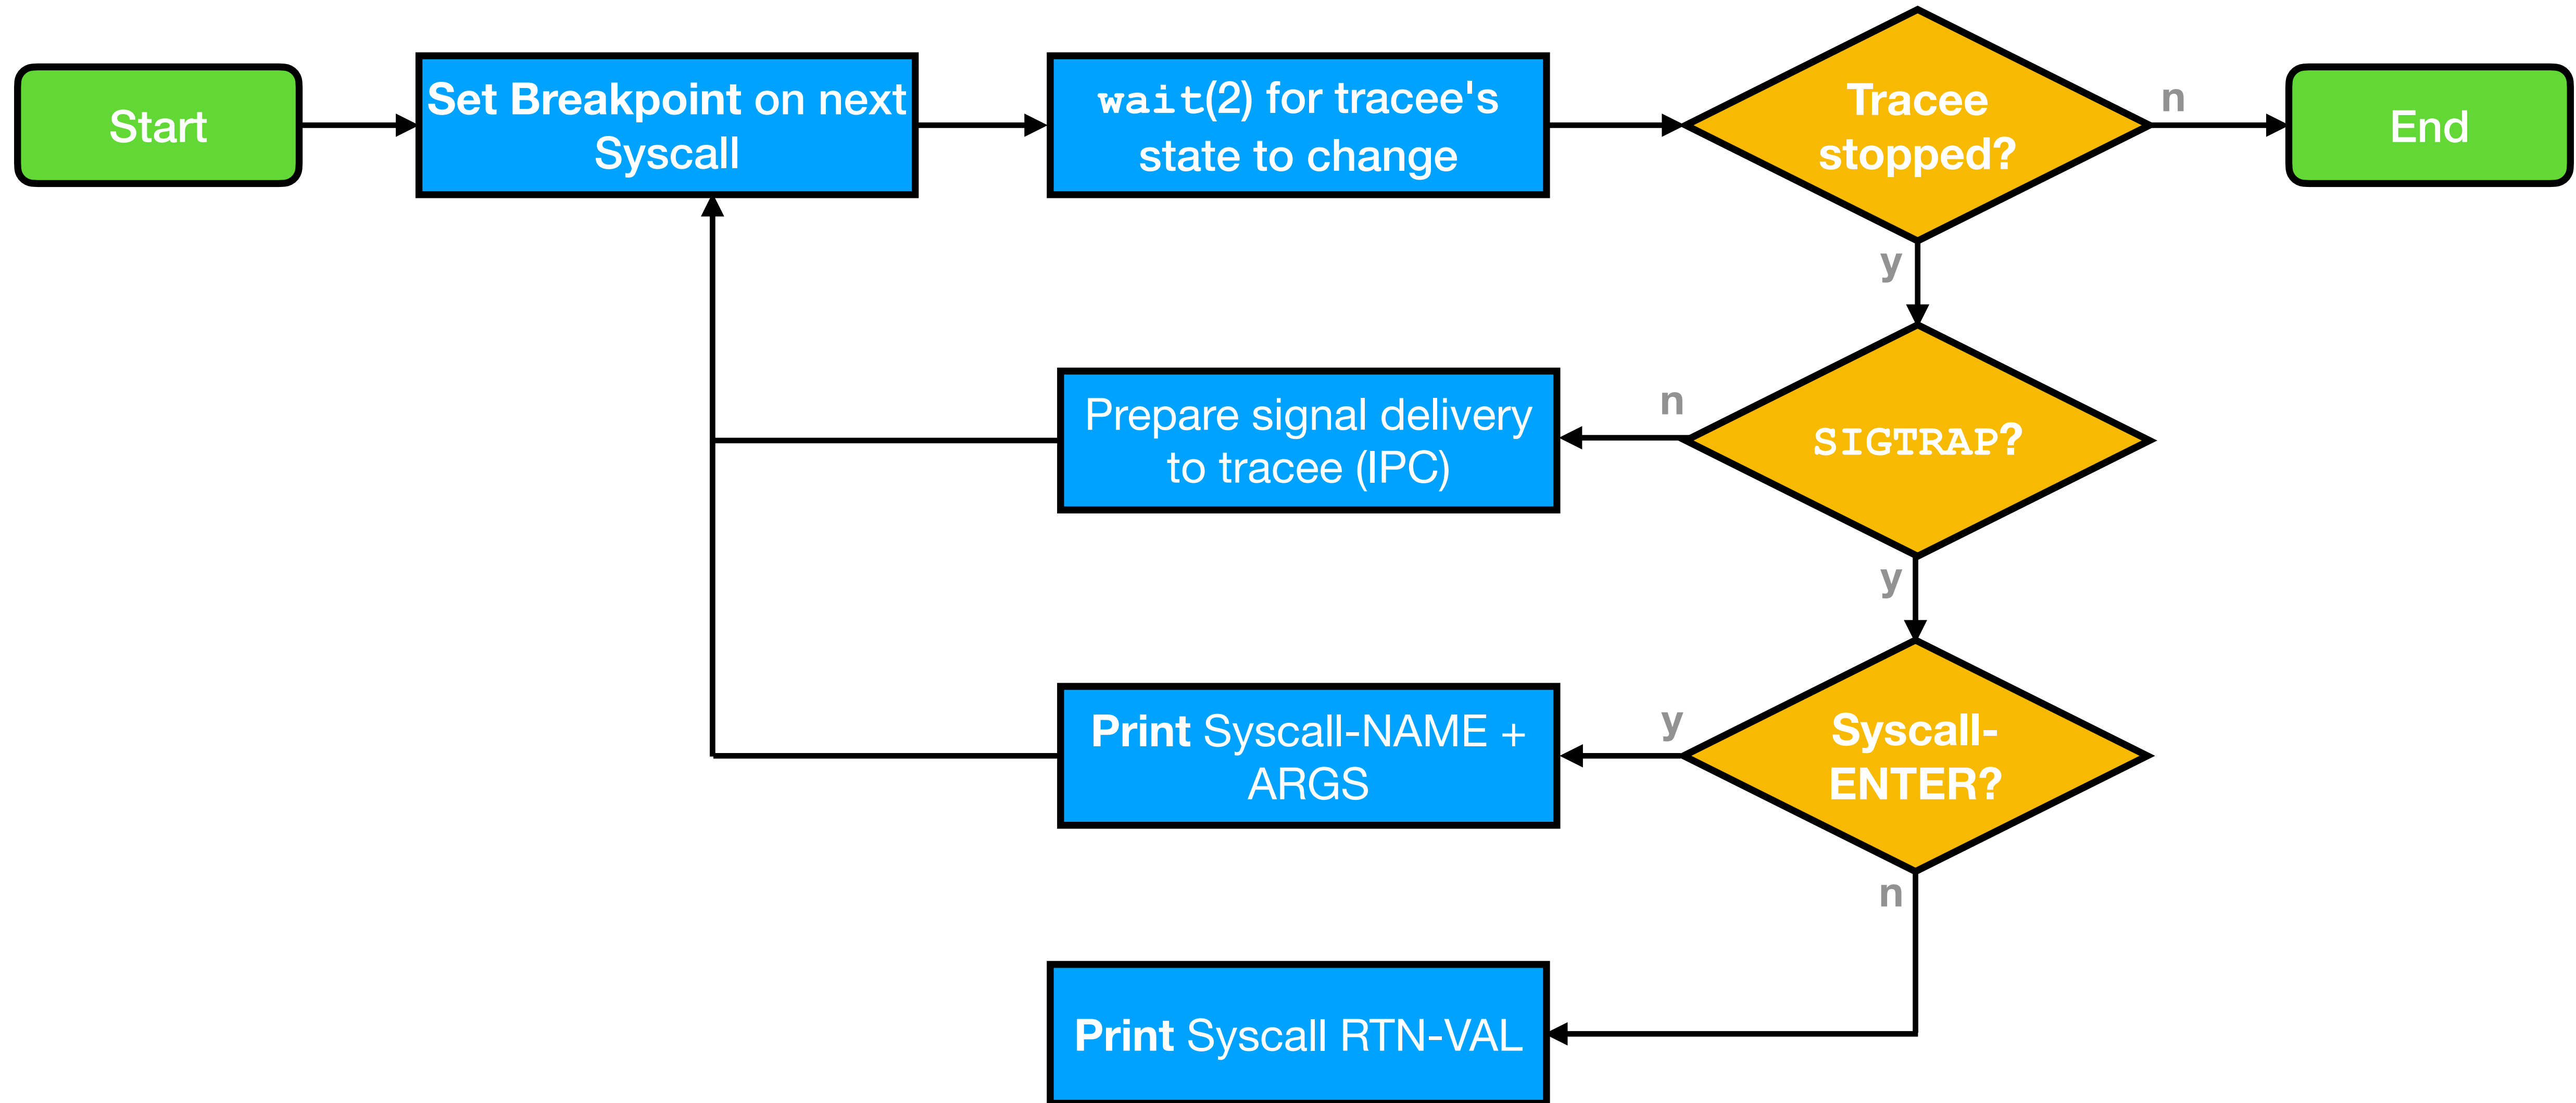 Start
Set Breakpoint on next
Syscall
wait(2) for tracee's
state to change
Tracee
stopped?
n
End
y
Prepare signal delivery
to tracee (IPC)
n
SIGTRAP?
y
Print Syscall-NAME +
ARGS
y
Syscall-
ENTER?
n
Print Syscall RTN-VAL